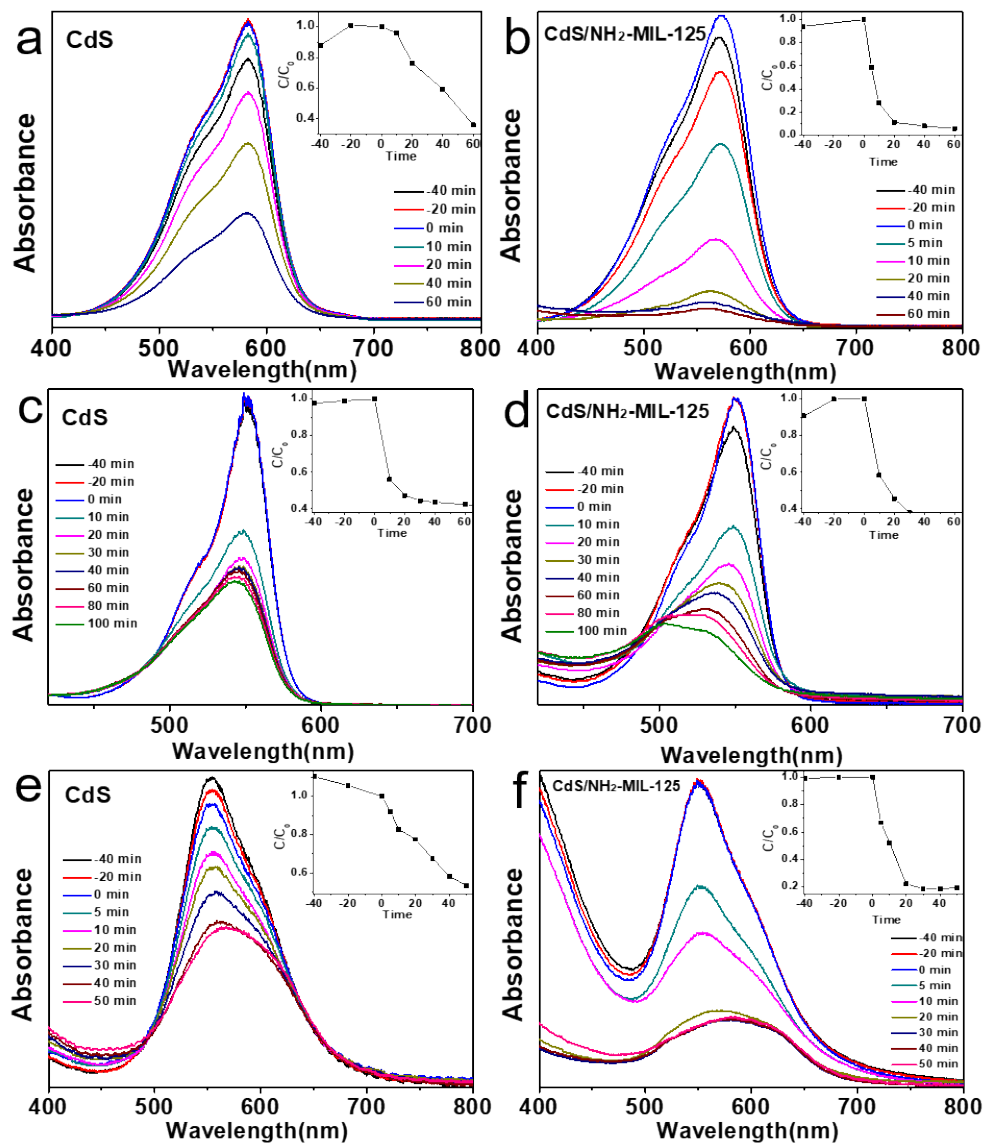 a
CdS
Absorbance
-40 min
-20 min
0 min
10 min
20 min
40 min
60 min
400 500 600 700 800
Wavelength(nm)
C/C0
1.0
0.8
0.6
0.4
-40 -20 0 20 40 60
Time
b
CdS/NH2-MIL-125
Absorbance
-40 min
-20 min
0 min
5 min
10 min
20 min
40 min
60 min
400 500 600 700 800
Wavelength(nm)
C/C0
1.0
0.8
0.6
0.4
0.2
0.0
-40 -20 0 20 40 60
Time
c
CdS
Absorbance
-40 min
-20 min
0 min
10 min
20 min
30 min
40 min
60 min
80 min
100 min
500 600 700
Wavelength(nm)
C/C0
1.0
0.8
0.6
0.4
-40 -20 0 20 40 60
Time
d
CdS/NH2-MIL-125
Absorbance
-40 min
-20 min
0 min
10 min
20 min
30 min
40 min
60 min
80 min
100 min
500 600 700
Wavelength(nm)
C/C0
1.0
0.8
0.6
0.4
-40 -20 0 20 40 60
Time
e
CdS
Absorbance
-40 min
-20 min
0 min
5 min
10 min
20 min
30 min
40 min
50 min
400 500 600 700 800
Wavelength(nm)
C/C0
1.0
0.8
0.6
-40 -20 0 20 40
Time
f
CdS/NH2-MIL-125
Absorbance
-40 min
-20 min
0 min
5 min
10 min
20 min
30 min
40 min
50 min
400 500 600 700 800
Wavelength(nm)
C/C0
1.0
0.8
0.6
0.4
0.2
-40 -20 0 20 40
Time